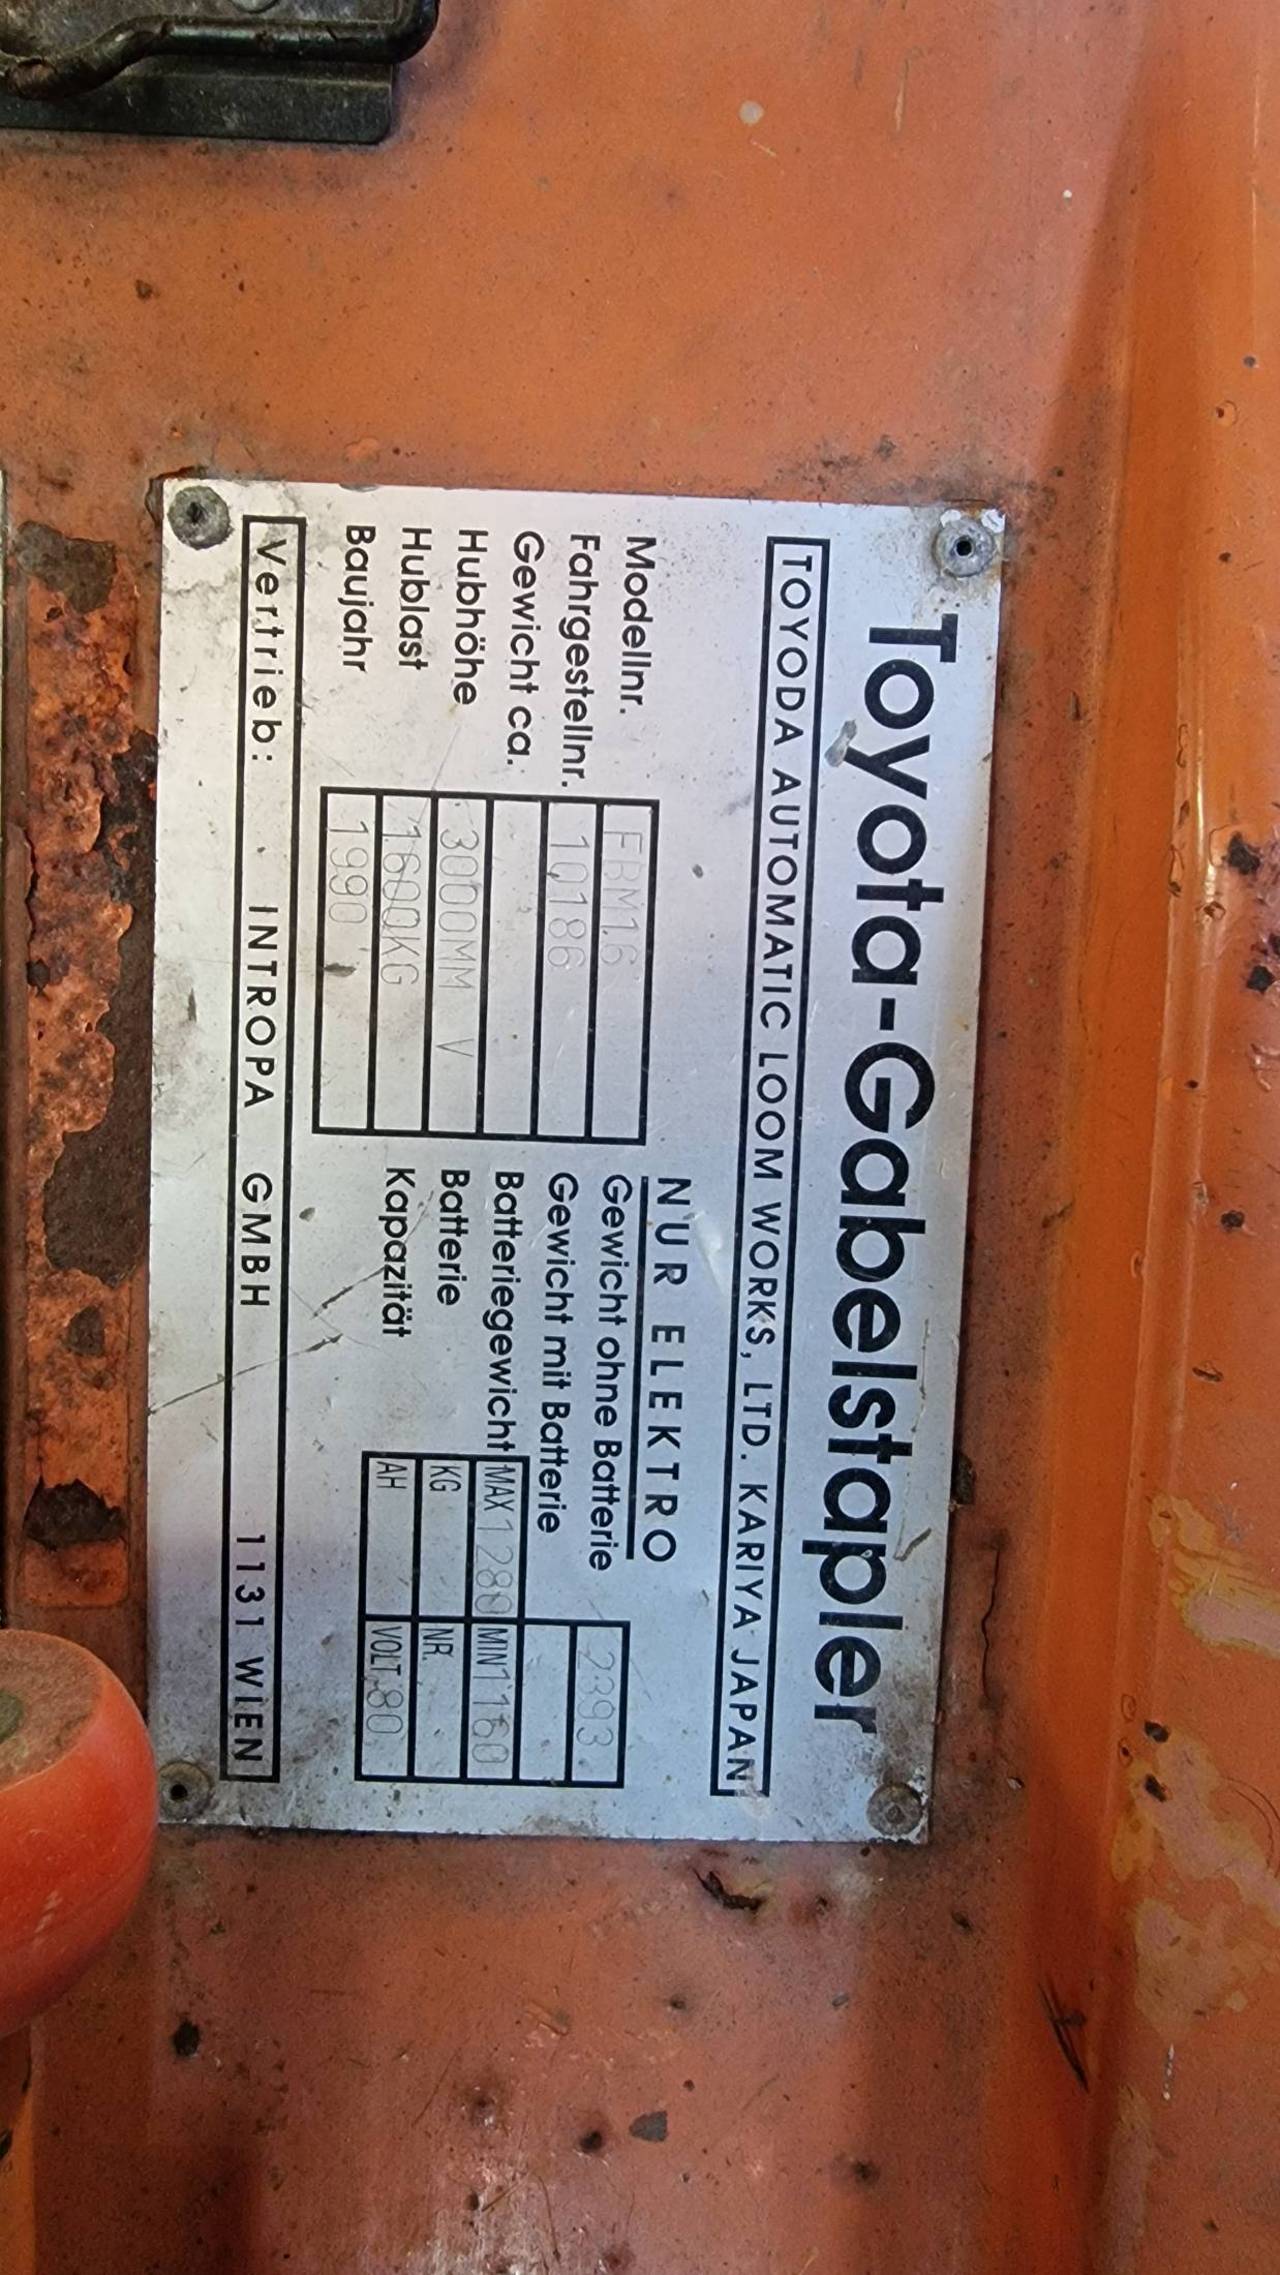 Toyota-Gabelstapler
TOYODA AUTOMATIC LOOM WORKS, LTD. KARIYA JAPAN
Modellnr. FBM16
Fahrgestellnr. 10186
Gewicht ca.
Hubhöhe 3000MM V
Hublast 1600KG
Baujahr 1990
NUR ELEKTRO
Gewicht ohne Batterie 2393
Gewicht mit Batterie
Batteriegewicht MAX 1280 MIN 1160
Batterie KG NR.
Kapazität AH VOLT 80
Vertrieb: INTROPA GMBH 1131 WIEN